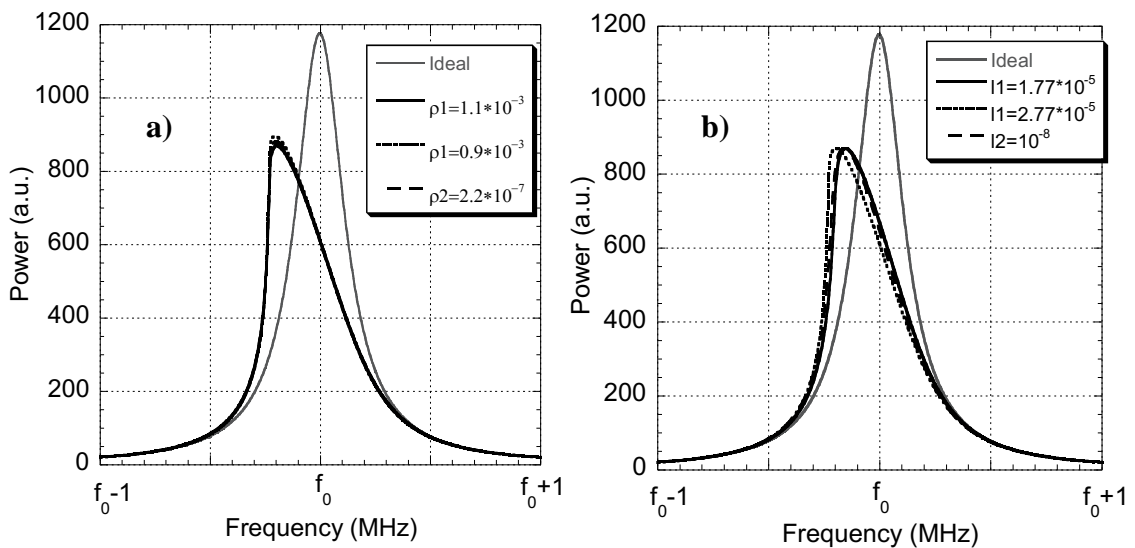 1200
1000
800
600
400
200
0
Power (a.u.)
a)
Ideal
ρ1=1.1*10⁻³
ρ1=0.9*10⁻³
ρ2=2.2*10⁻⁷
f₀-1
f₀
f₀+1
Frequency (MHz)
1200
1000
800
600
400
200
0
Power (a.u.)
b)
Ideal
I1=1.77*10⁻⁵
I1=2.77*10⁻⁵
I2=10⁻⁸
f₀-1
f₀
f₀+1
Frequency (MHz)